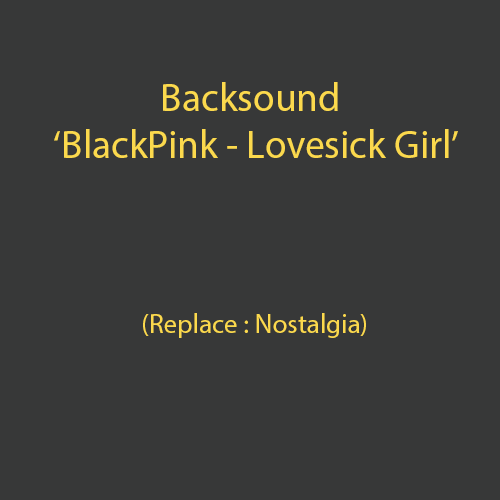 Backsound
‘BlackPink - Lovesick Girl’
(Replace : Nostalgia)